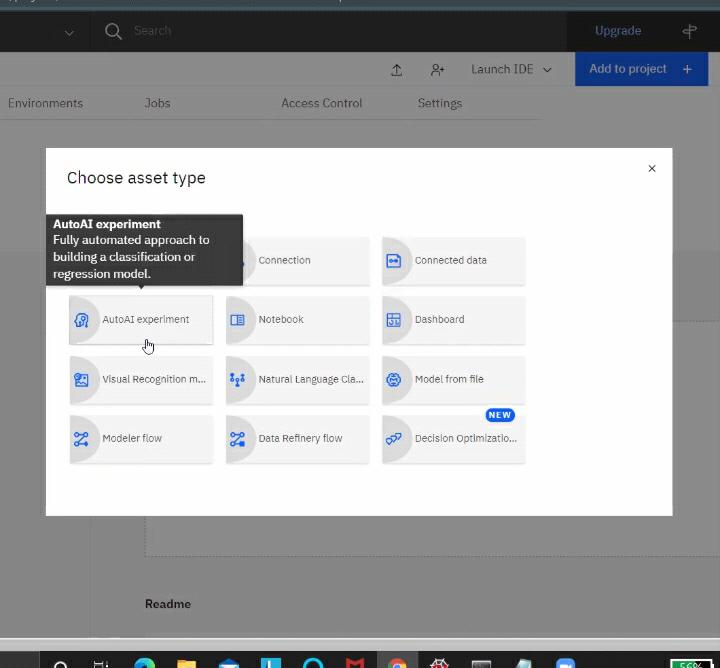 Search
Upgrade
Launch IDE
Add to project +
Environments
Jobs
Access Control
Settings
Choose asset type
AutoAI experiment
Fully automated approach to
building a classification or
regression model.
Connection
Connected data
AutoAI experiment
Notebook
Dashboard
Visual Recognition m...
Natural Language Cla...
Model from file
NEW
Modeler flow
Data Refinery flow
Decision Optimizatio...
Readme
56%